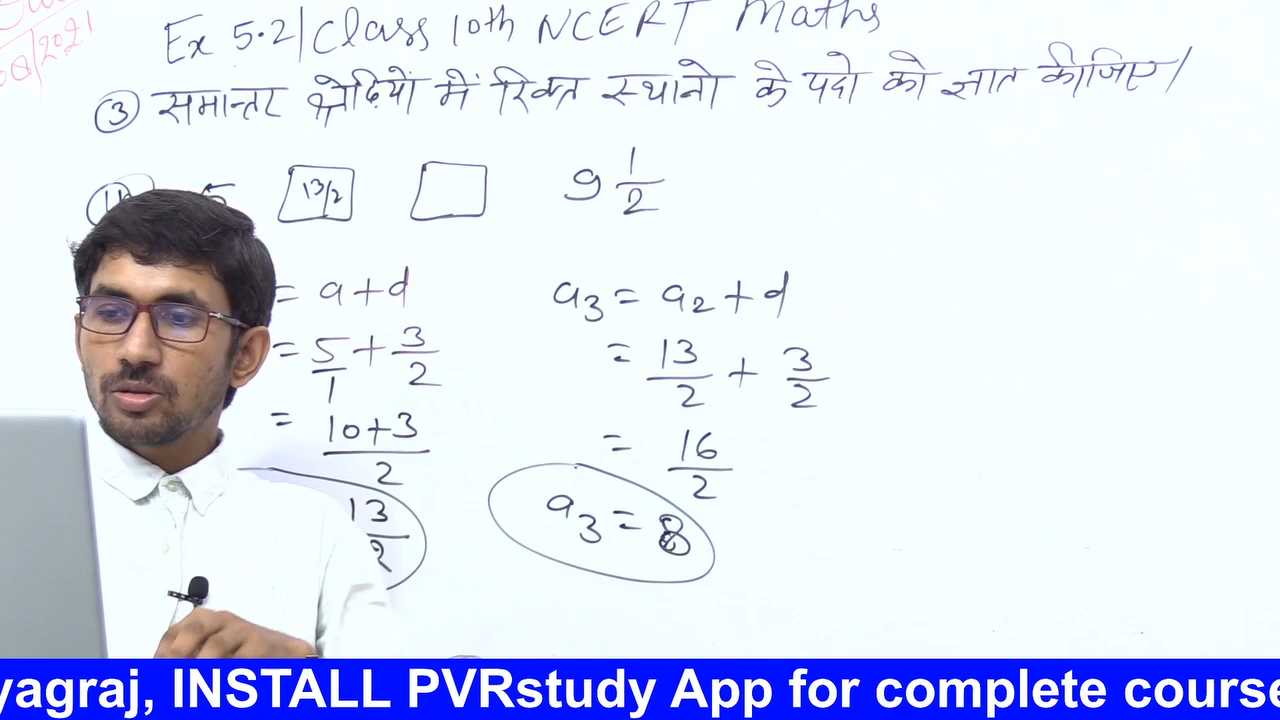 08/2021
Ex 5.2 | Class 10th NCERT Maths
③ समान्तर श्रेढियों में रिक्त स्थानो के पदो को ज्ञात कीजिए।
5 13/2 9 1/2
= a+d
= 5/1 + 3/2
= 10+3/2
13/2
a3 = a2+d
= 13/2 + 3/2
= 16/2
a3 = 8
yagraj, INSTALL PVRstudy App for complete course